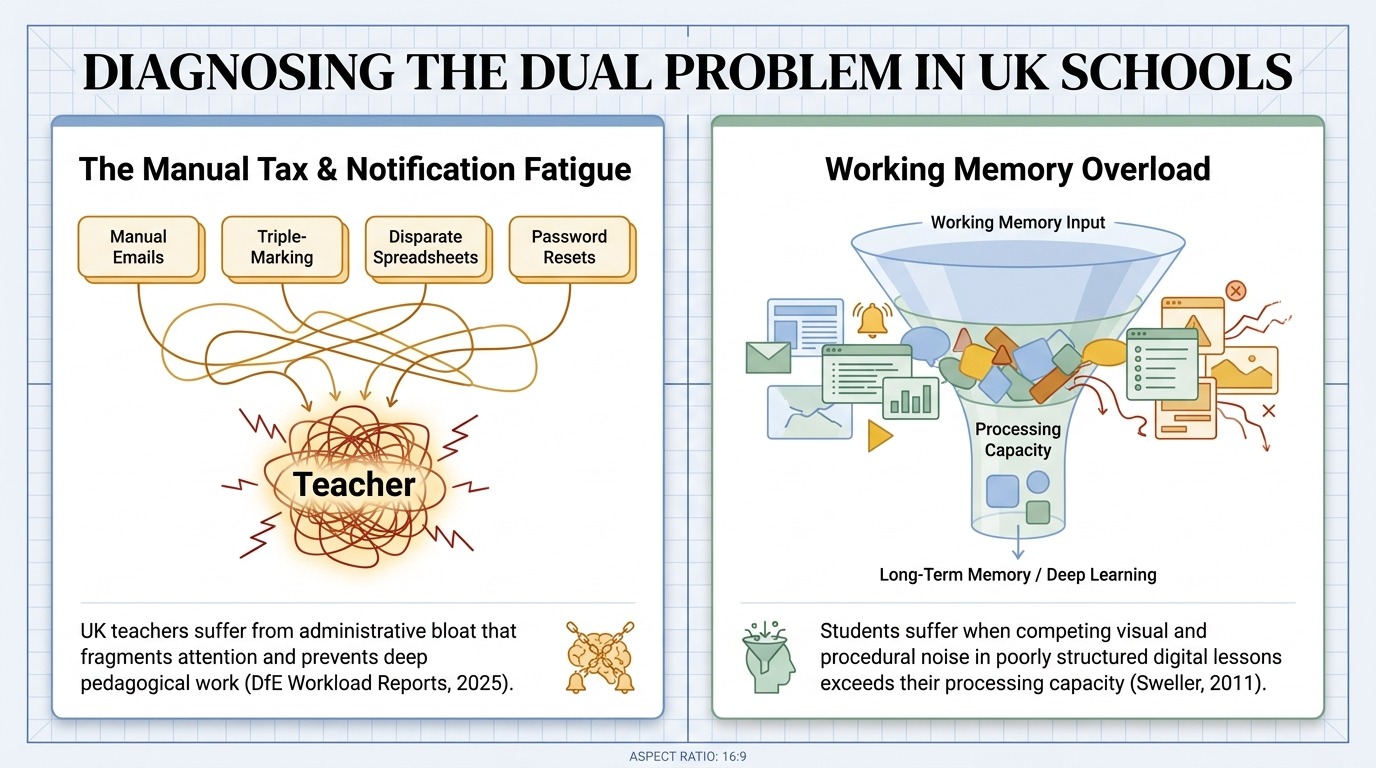 DIAGNOSING THE DUAL PROBLEM IN UK SCHOOLS
The Manual Tax & Notification Fatigue
Manual
Emails
Triple-
Marking
Disparate
Spreadsheets
Password
Resets
Teacher
UK teachers suffer from administrative bloat that
fragments attention and prevents deep
pedagogical work (DfE Workload Reports, 2025).
Working Memory Overload
Working Memory Input
Processing
Capacity
Long-Term Memory / Deep Learning
Students suffer when competing visual and
procedural noise in poorly structured digital lessons
exceeds their processing capacity (Sweller, 2011).
ASPECT RATIO: 16:9